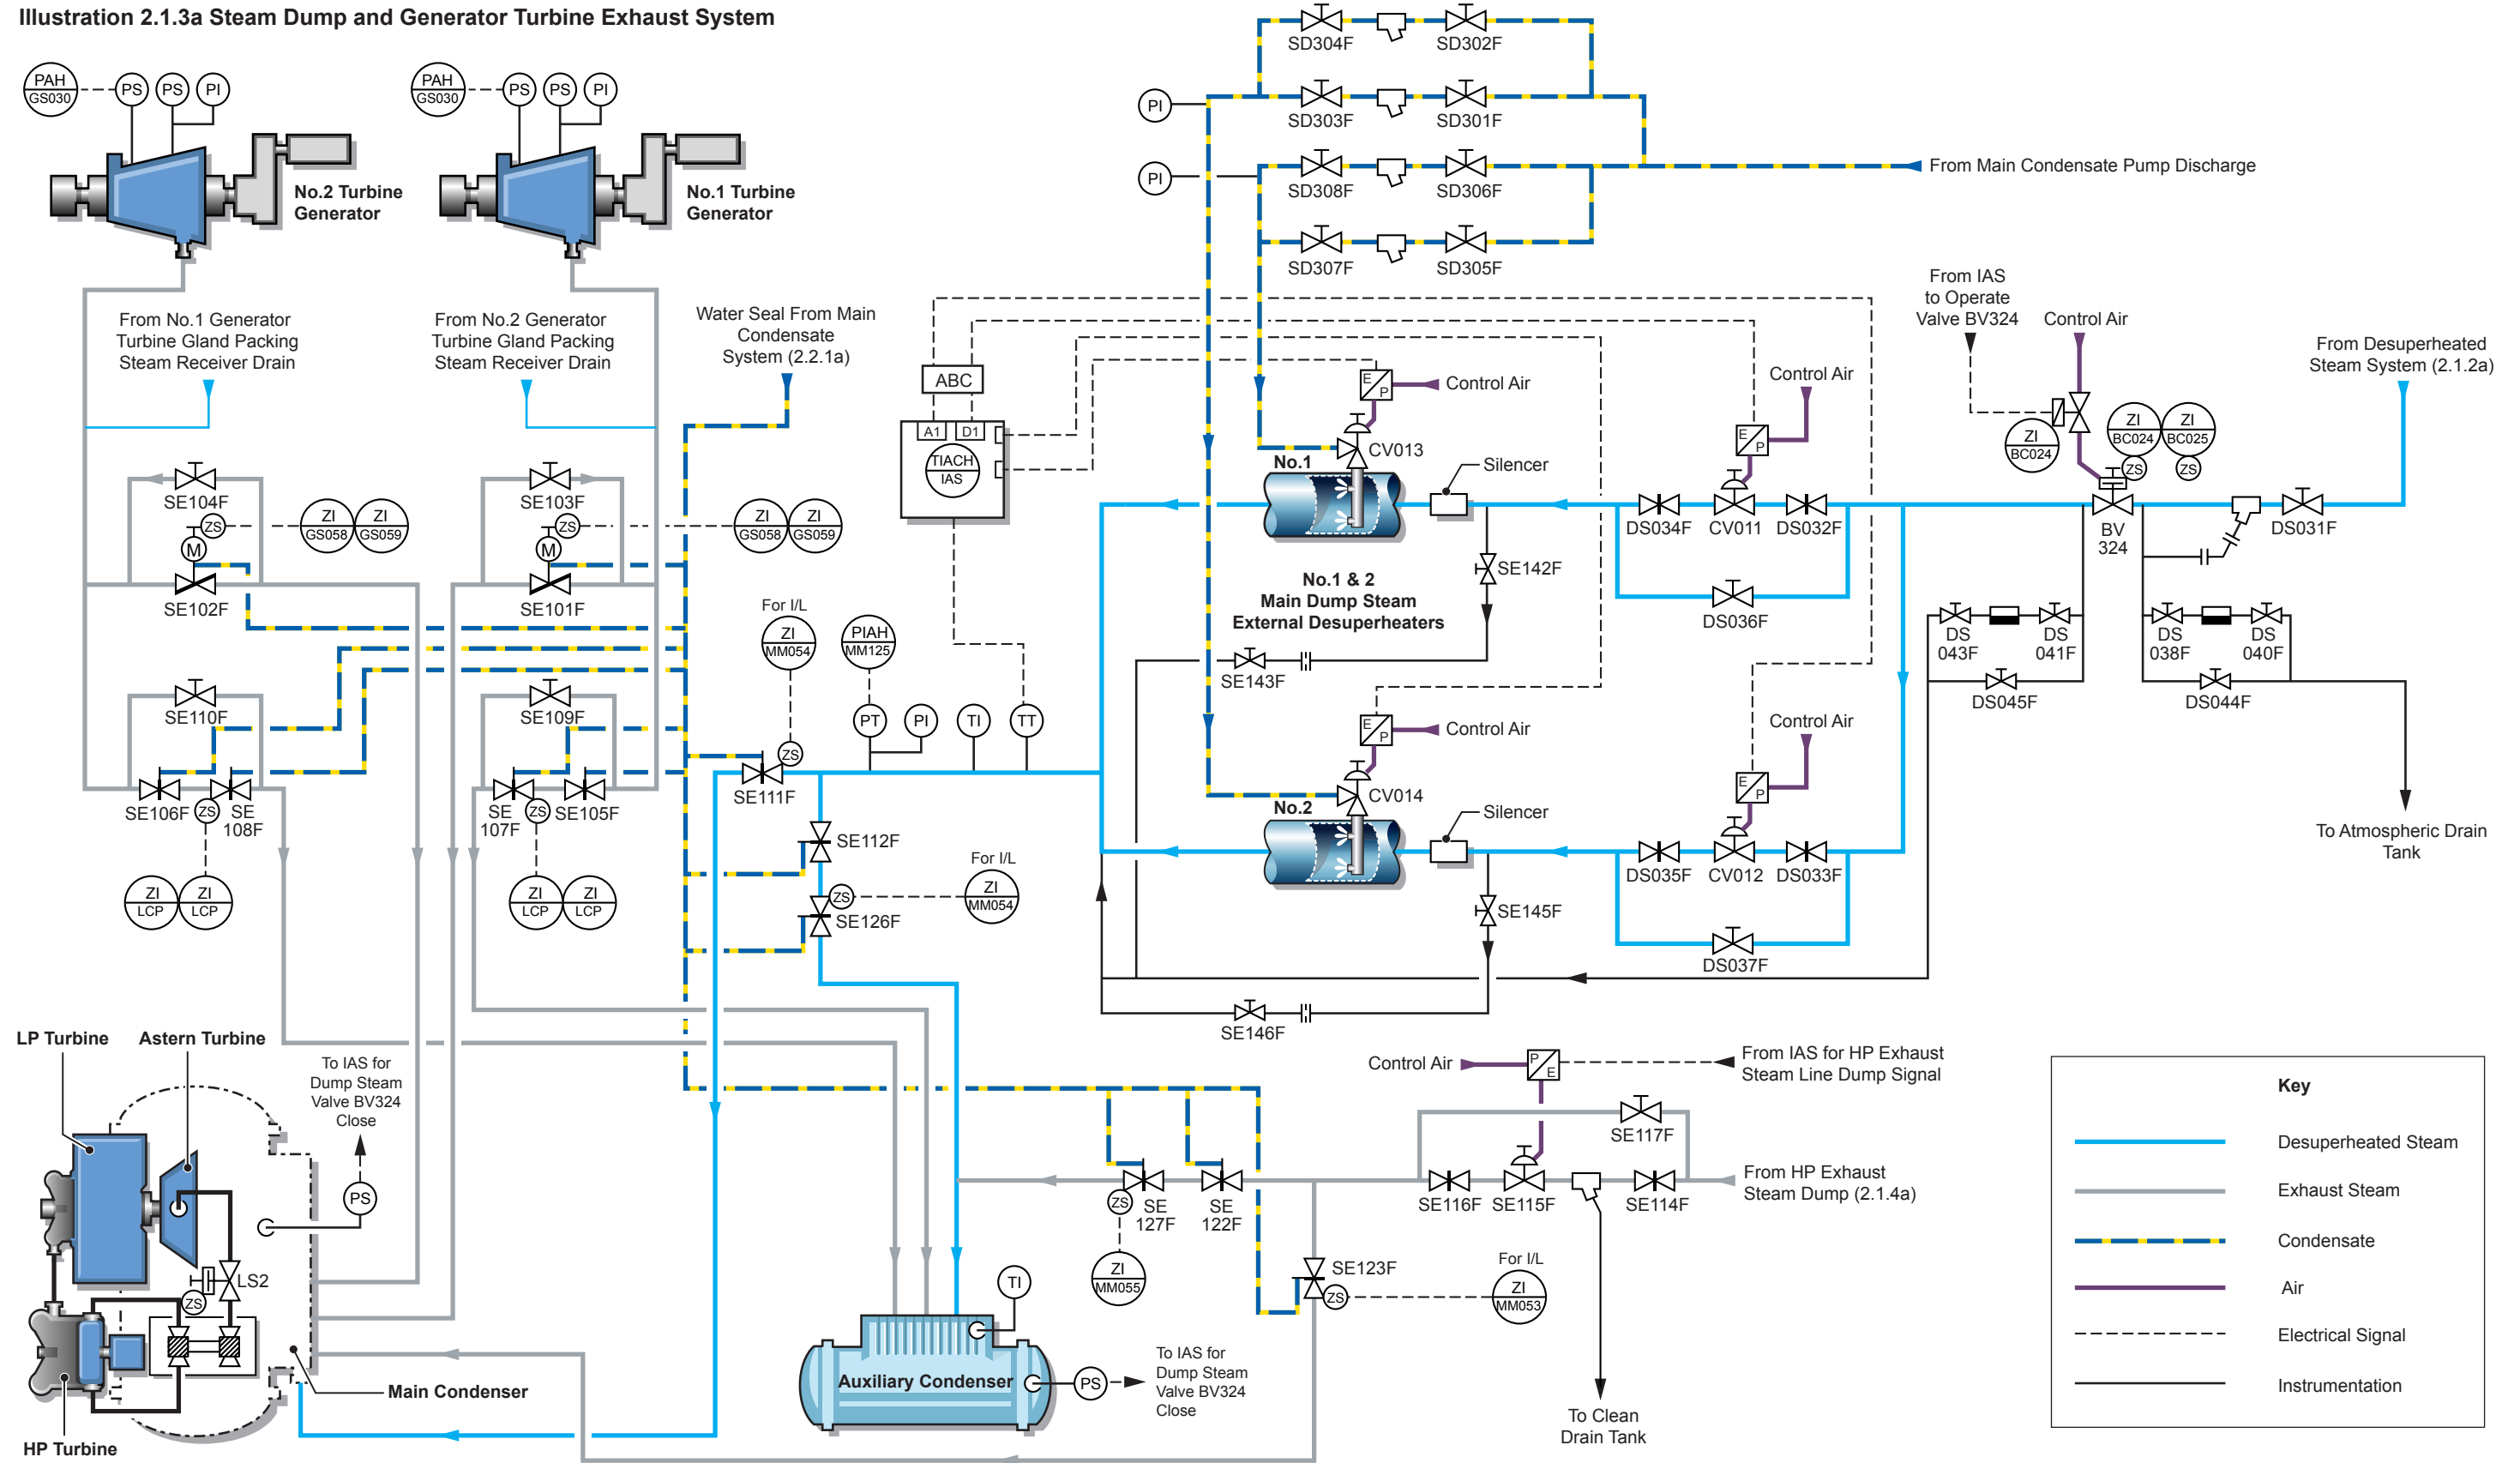 Illustration 2.1.3a Steam Dump and Generator Turbine Exhaust System
PAH
GS030
PS
PS
PI
No.2 Turbine
Generator
PAH
GS030
PS
PS
PI
No.1 Turbine
Generator
From No.1 Generator
Turbine Gland Packing
Steam Receiver Drain
From No.2 Generator
Turbine Gland Packing
Steam Receiver Drain
Water Seal From Main
Condensate
System (2.2.1a)
SE104F
ZS
M
SE102F
ZI
GS058
ZI
GS059
SE103F
ZS
M
SE101F
ZI
GS058
ZI
GS059
SE110F
SE106F
ZS
SE
108F
ZI
LCP
ZI
LCP
SE109F
SE
107F
ZS
SE105F
ZI
LCP
ZI
LCP
SD304F
SD302F
PI
SD303F
SD301F
PI
SD308F
SD306F
From Main Condensate Pump Discharge
SD307F
SD305F
ABC
A1
D1
TIACH
IAS
E
P
Control Air
CV013
No.1
Silencer
E
P
Control Air
DS034F
CV011
DS032F
DS036F
SE142F
SE143F
No.1 & 2
Main Dump Steam
External Desuperheaters
From IAS
to Operate
Valve BV324
Control Air
ZI
BC024
ZI
BC024
ZI
BC025
ZS
ZS
BV
324
DS031F
From Desuperheated
Steam System (2.1.2a)
DS
043F
DS
041F
DS045F
DS
038F
DS
040F
DS044F
To Atmospheric Drain
Tank
For I/L
ZI
MM054
ZS
SE111F
PIAH
MM125
PT
PI
TI
TT
SE112F
ZS
SE126F
For I/L
ZI
MM054
E
P
Control Air
CV014
No.2
Silencer
E
P
Control Air
DS035F
CV012
DS033F
DS037F
SE145F
SE146F
LP Turbine
Astern Turbine
To IAS for
Dump Steam
Valve BV324
Close
PS
LS2
ZS
HP Turbine
Main Condenser
Auxiliary Condenser
TI
PS
To IAS for
Dump Steam
Valve BV324
Close
Control Air
P
E
From IAS for HP Exhaust
Steam Line Dump Signal
SE117F
SE116F
SE115F
SE114F
From HP Exhaust
Steam Dump (2.1.4a)
ZS
SE
127F
SE
122F
ZI
MM055
SE123F
ZS
For I/L
ZI
MM053
To Clean
Drain Tank
Key
Desuperheated Steam
Exhaust Steam
Condensate
Air
Electrical Signal
Instrumentation